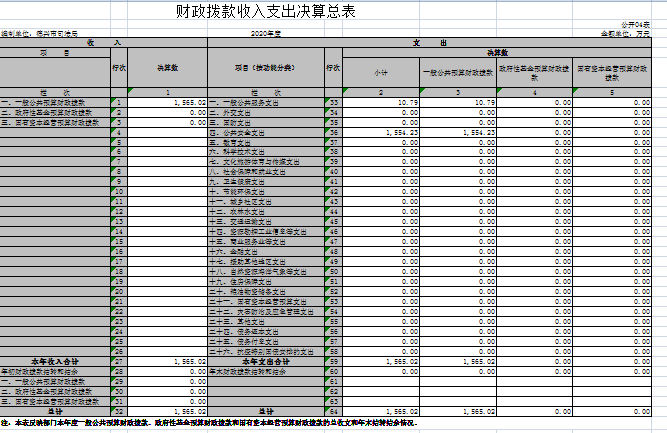 财政拨款收入支出决算总表
公开04表
编制单位：德兴市司法局 2020年度 金额单位：万元
收 入 支 出
项 目 行次 决算数 项目（按功能分类） 行次 决算数
小计 一般公共预算财政拨款 政府性基金预算财政拨款 国有资本经营预算财政拨款
栏 次 1 栏 次 2 3 4 5
一、一般公共预算财政拨款 1 1,565.02 一、一般公共服务支出 33 10.79 10.79 0.00 0.00
二、政府性基金预算财政拨款 2 0.00 二、外交支出 34 0.00 0.00 0.00 0.00
三、国有资本经营预算财政拨款 3 0.00 三、国防支出 35 0.00 0.00 0.00 0.00
4 四、公共安全支出 36 1,554.23 1,554.23 0.00 0.00
5 五、教育支出 37 0.00 0.00 0.00 0.00
6 六、科学技术支出 38 0.00 0.00 0.00 0.00
7 七、文化旅游体育与传媒支出 39 0.00 0.00 0.00 0.00
8 八、社会保障和就业支出 40 0.00 0.00 0.00 0.00
9 九、卫生健康支出 41 0.00 0.00 0.00 0.00
10 十、节能环保支出 42 0.00 0.00 0.00 0.00
11 十一、城乡社区支出 43 0.00 0.00 0.00 0.00
12 十二、农林水支出 44 0.00 0.00 0.00 0.00
13 十三、交通运输支出 45 0.00 0.00 0.00 0.00
14 十四、资源勘探工业信息等支出 46 0.00 0.00 0.00 0.00
15 十五、商业服务业等支出 47 0.00 0.00 0.00 0.00
16 十六、金融支出 48 0.00 0.00 0.00 0.00
17 十七、援助其他地区支出 49 0.00 0.00 0.00 0.00
18 十八、自然资源海洋气象等支出 50 0.00 0.00 0.00 0.00
19 十九、住房保障支出 51 0.00 0.00 0.00 0.00
20 二十、粮油物资储备支出 52 0.00 0.00 0.00 0.00
21 二十一、国有资本经营预算支出 53 0.00 0.00 0.00 0.00
22 二十二、灾害防治及应急管理支出 54 0.00 0.00 0.00 0.00
23 二十三、其他支出 55 0.00 0.00 0.00 0.00
24 二十四、债务还本支出 56 0.00 0.00 0.00 0.00
25 二十五、债务付息支出 57 0.00 0.00 0.00 0.00
26 二十六、抗疫特别国债安排的支出 58 0.00 0.00 0.00 0.00
本年收入合计 27 1,565.02 本年支出合计 59 1,565.02 1,565.02 0.00 0.00
年初财政拨款结转和结余 28 0.00 年末财政拨款结转和结余 60 0.00 0.00 0.00 0.00
一、一般公共预算财政拨款 29 0.00 61
二、政府性基金预算财政拨款 30 0.00 62
三、国有资本经营预算财政拨款 31 0.00 63
总计 32 1,565.02 总计 64 1,565.02 1,565.02 0.00 0.00
注：本表反映部门本年度一般公共预算财政拨款、政府性基金预算财政拨款和国有资本经营预算财政拨款的总收支和年末结转结余情况。